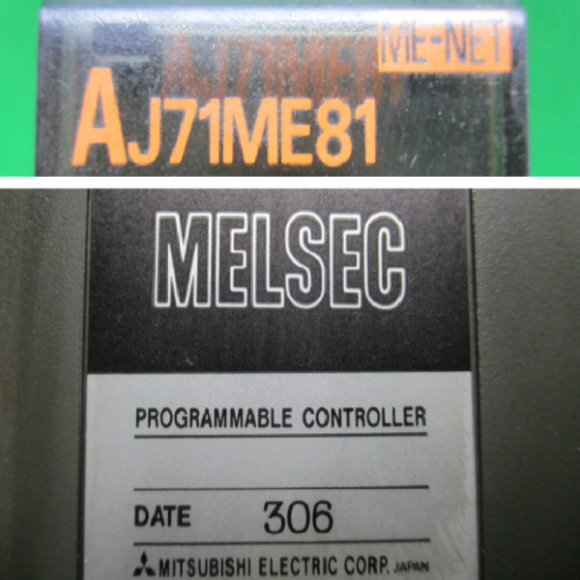 ME-NET
AJ71ME81
MELSEC
PROGRAMMABLE CONTROLLER
DATE 306
MITSUBISHI ELECTRIC CORP. JAPAN